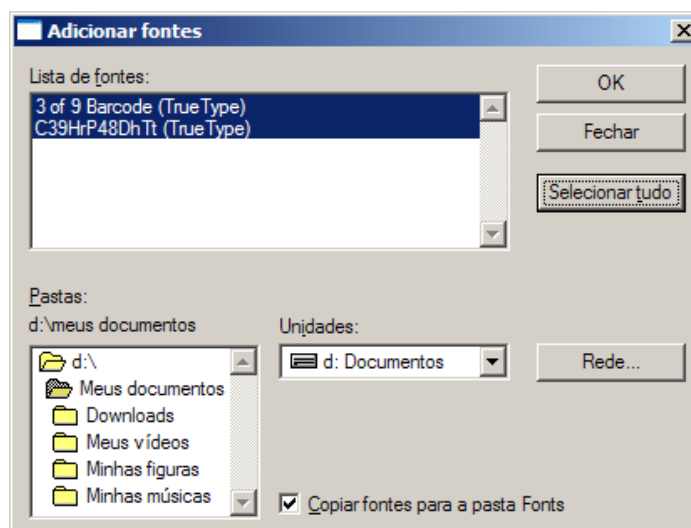 Adicionar fontes
Lista de fontes:
3 of 9 Barcode (TrueType)
C39HrP48DhTt (TrueType)
OK
Fechar
Selecionar tudo
Pastas:
d:\meus documentos
Unidades:
d:\
Meus documentos
Downloads
Meus vídeos
Minhas figuras
Minhas músicas
d: Documentos
Rede...
Copiar fontes para a pasta Fonts